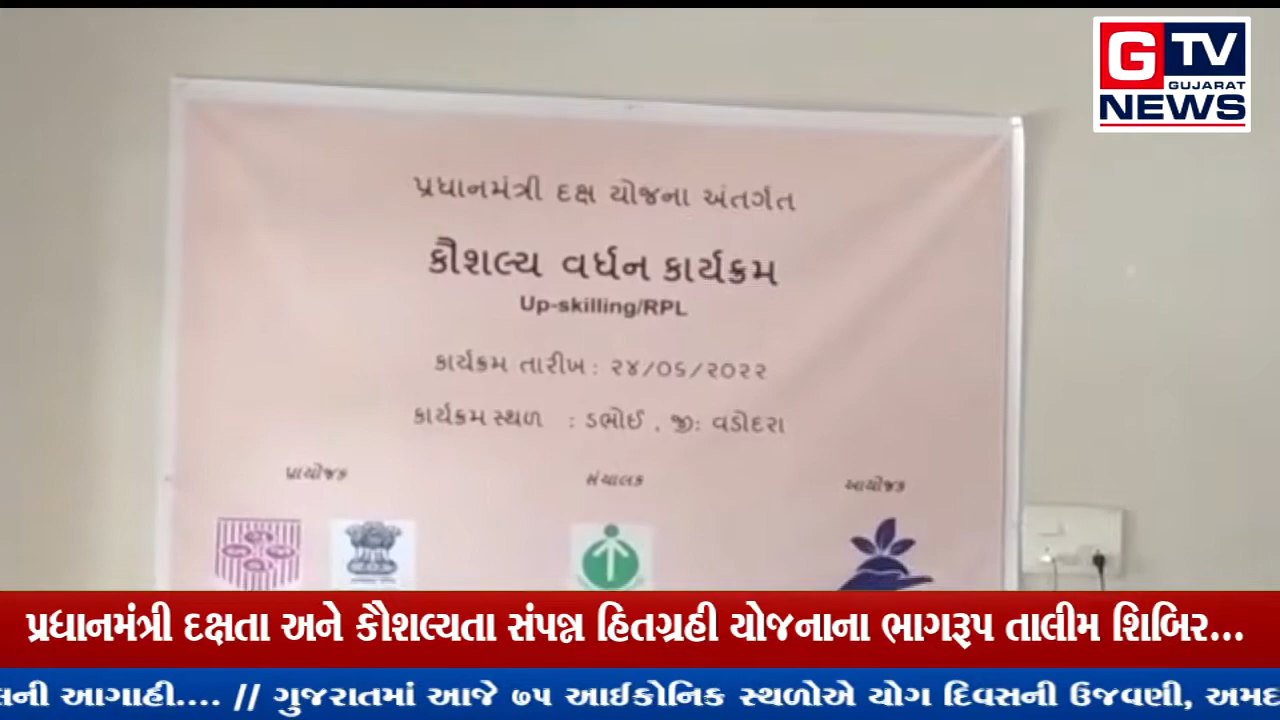 G TV
GUJARAT
NEWS
પ્રધાનમંત્રી દક્ષ યોજના અંતર્ગત
કૌશલ્ય વર્ધન કાર્યક્રમ
Up-skilling/RPL
કાર્યક્રમ તારીખ : ૨૪/૦૬/૨૦૨૨
કાર્યક્રમ સ્થળ : ડભોઈ , જી: વડોદરા
પ્રાયોજક સંચાલક આયોજક
પ્રધાનમંત્રી દક્ષતા અને કૌશલ્યતા સંપન્ન હિતગ્રહી યોજનાના ભાગરૂપ તાલીમ શિબિર...
લની આગાહી.... // ગુજરાતમાં આજે ૭૫ આઈકોનિક સ્થળોએ યોગ દિવસની ઉજવણી, અમદ